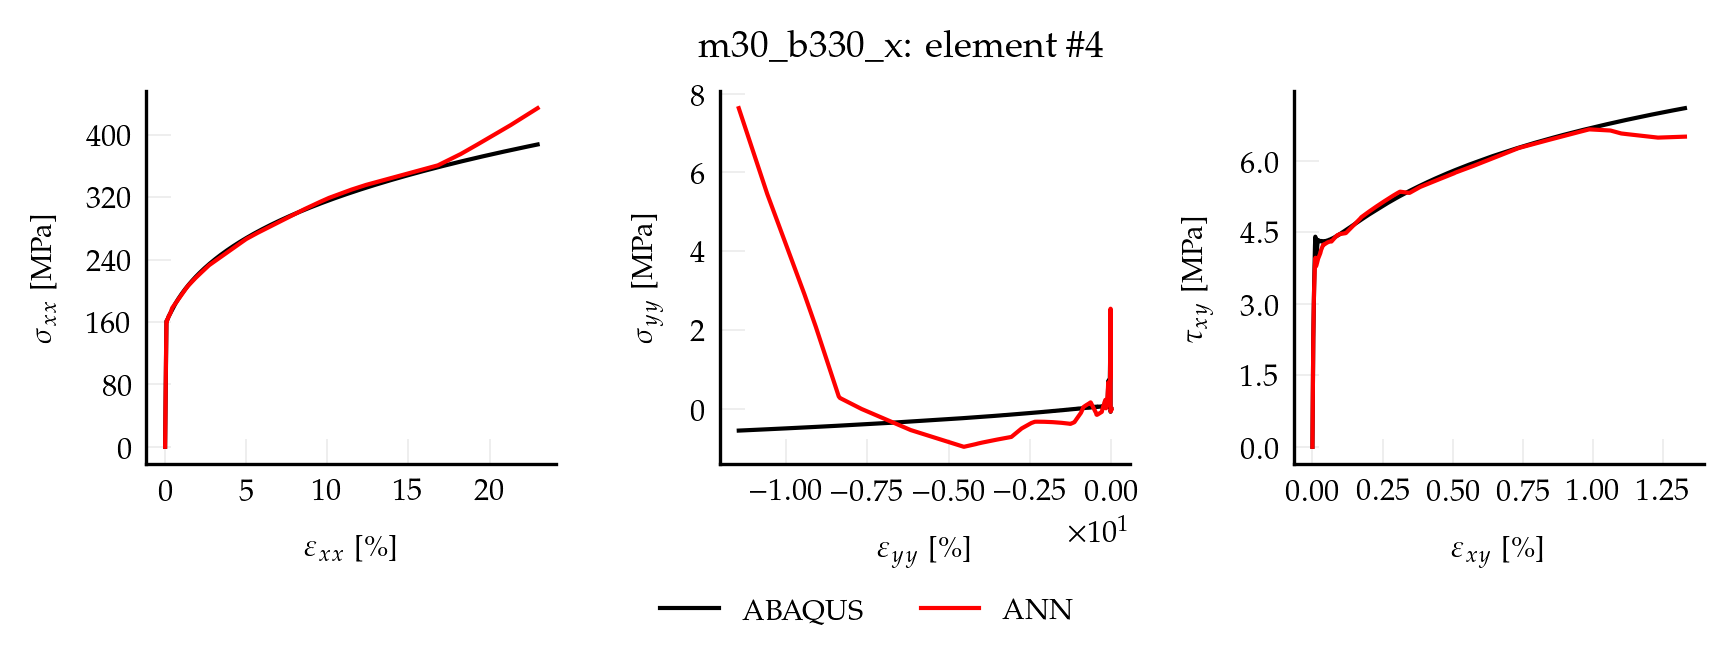 m30_b330_x: element #4
σxx [MPa]
400
320
240
160
80
0
0 5 10 15 20
εxx [%]
σyy [MPa]
8
6
4
2
0
−1.00 −0.75 −0.50 −0.25 0.00
×10¹
εyy [%]
τxy [MPa]
6.0
4.5
3.0
1.5
0.0
0.00 0.25 0.50 0.75 1.00 1.25
εxy [%]
ABAQUS ANN